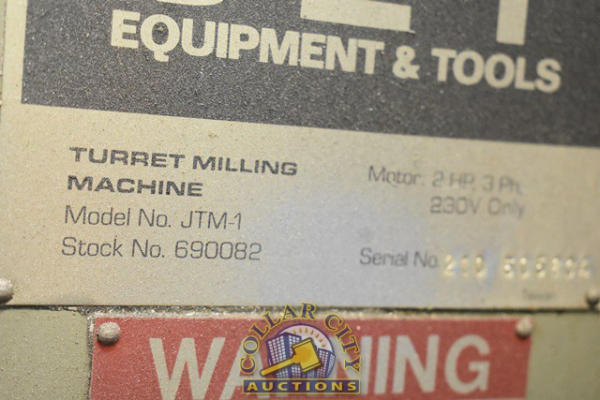 EQUIPMENT & TOOLS
TURRET MILLING
MACHINE
Model No. JTM-1
Stock No. 690082
Motor: 2 HP, 3 Ph,
230V Only
Serial No.
WARNING
COLLAR CITY
AUCTIONS